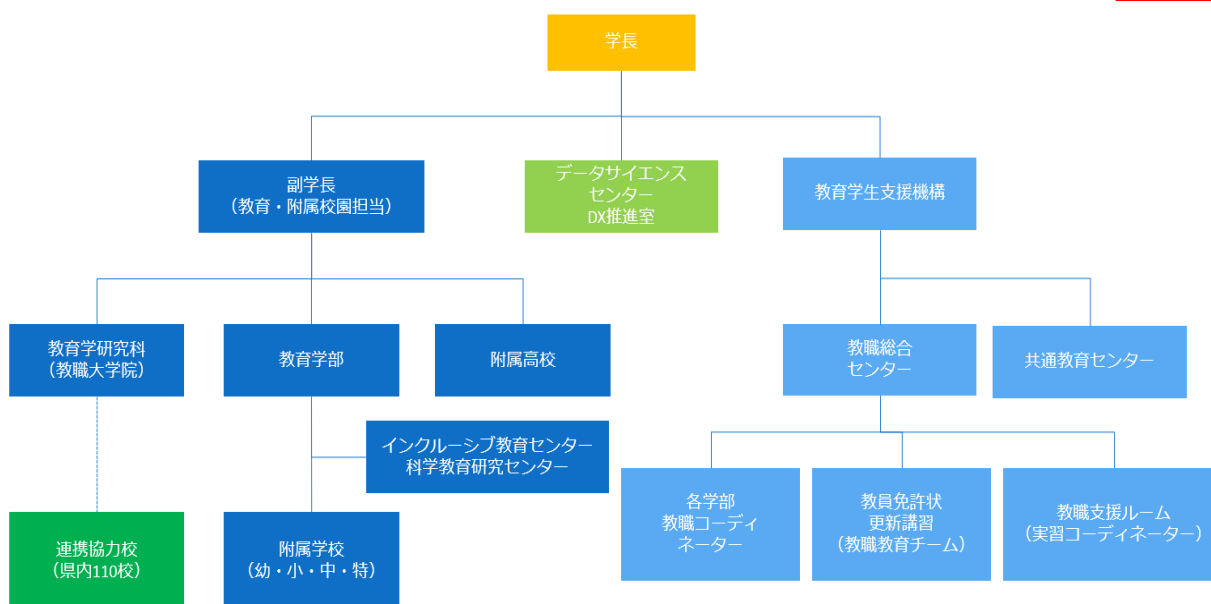 学長
副学長
（教育・附属校園担当）
データサイエンス
センター
DX推進室
教育学生支援機構
教育学研究科
（教職大学院）
教育学部
附属高校
教職総合
センター
共通教育センター
インクルーシブ教育センター
科学教育研究センター
連携協力校
（県内110校）
附属学校
（幼・小・中・特）
各学部
教職コーディ
ネーター
教員免許状
更新講習
（教職教育チーム）
教職支援ルーム
（実習コーディネーター）